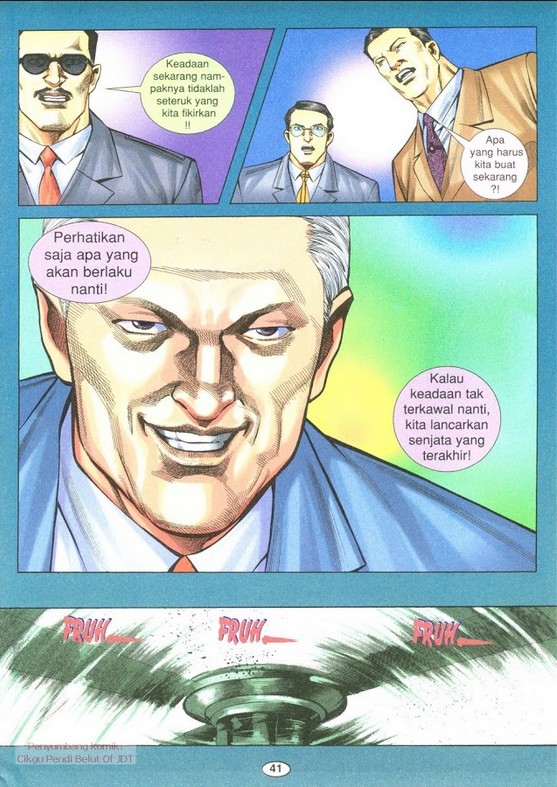 Keadaan
sekarang nam-
paknya tidaklah
seteruk yang
kita fikirkan
!!
Apa
yang harus
kita buat
sekarang
?!
Perhatikan
saja apa yang
akan berlaku
nanti!
Kalau
keadaan tak
terkawal nanti,
kita lancarkan
senjata yang
terakhir!
FRUH
FRUH
FRUH
Penyumbang Komik:
Cikgu Pendi Belut Of JDT
41